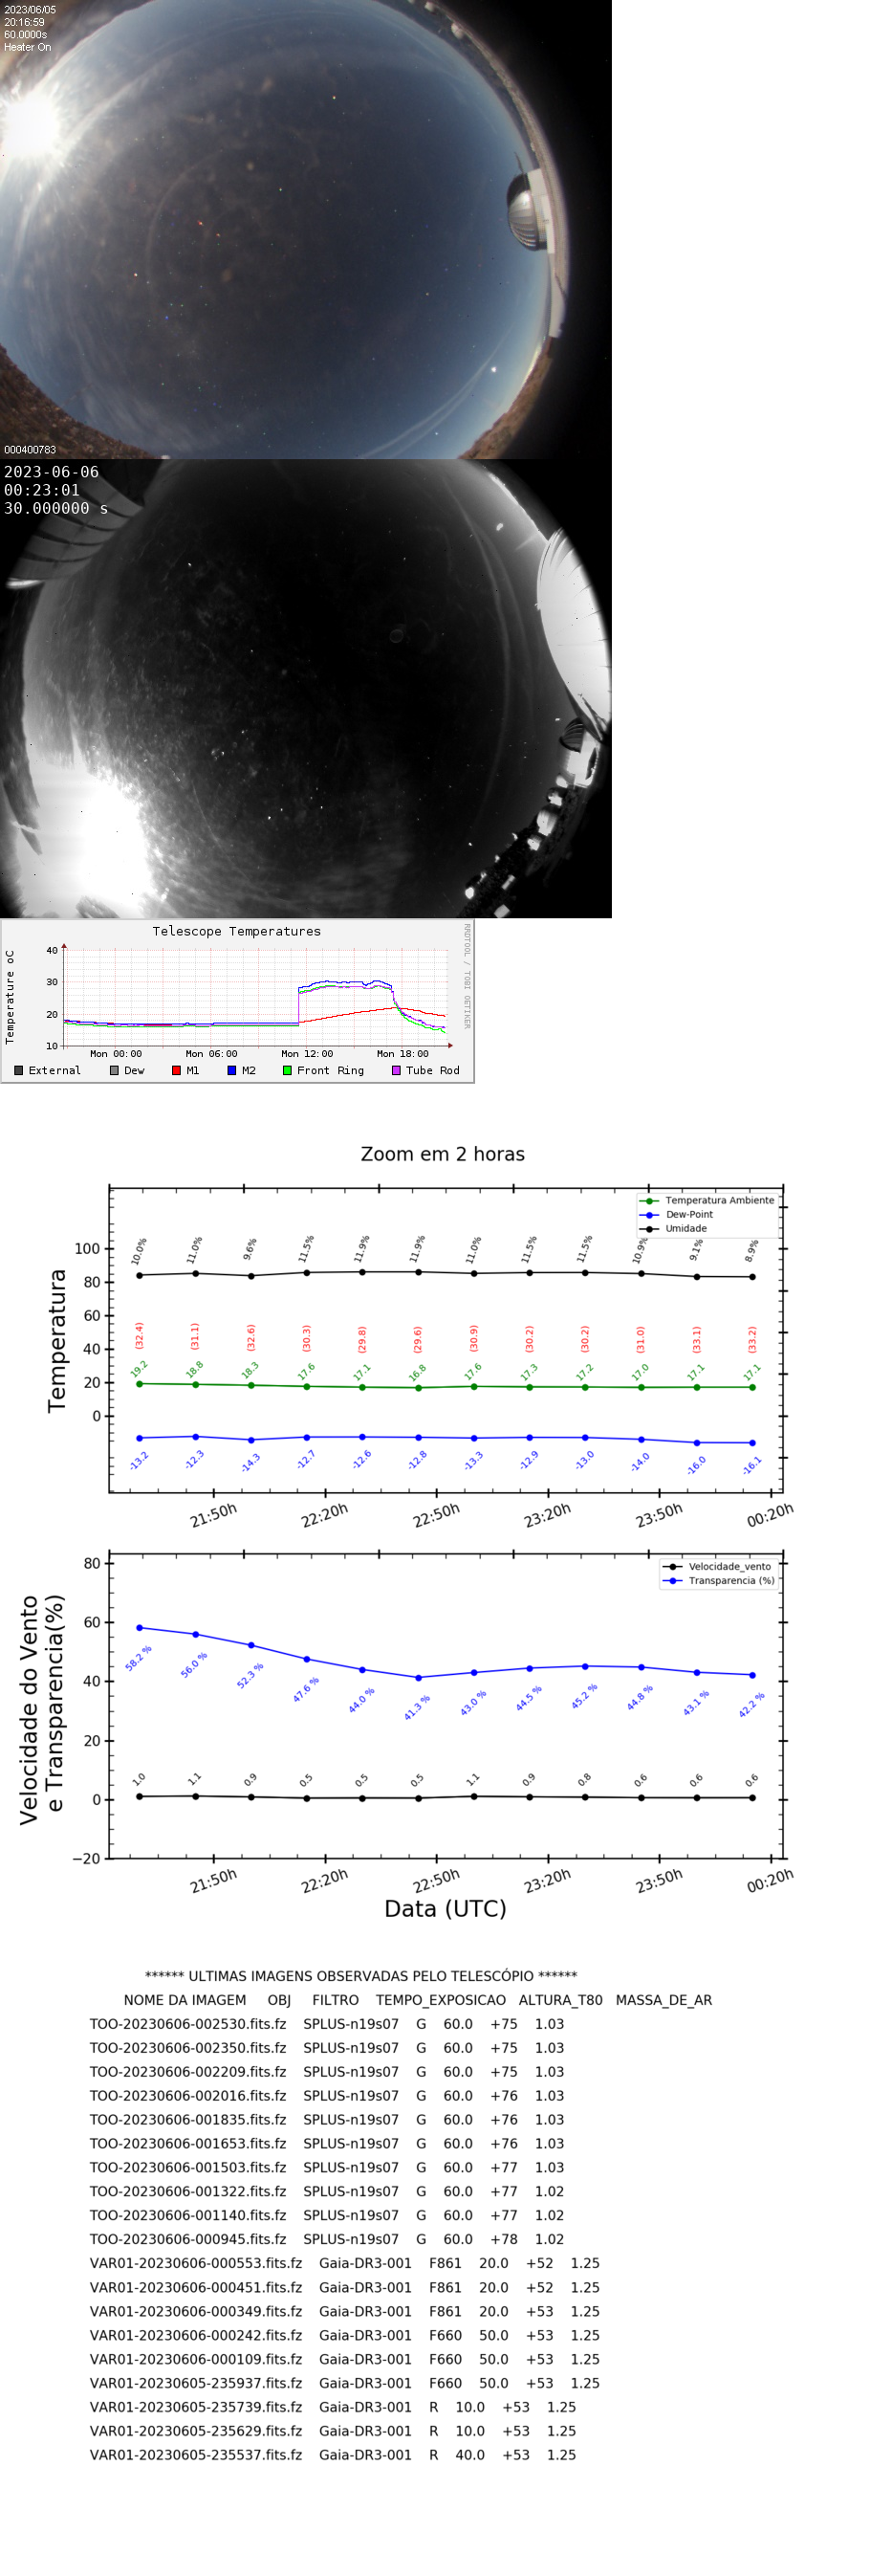 2023/06/05
20:16:59
60.0000s
Heater On
000400783
2023-06-06
00:23:01
30.000000 s
Telescope Temperatures
RRDTOOL / TOBI OETIKER
Temperature oC
40
30
20
10
Mon 00:00 Mon 06:00 Mon 12:00 Mon 18:00
External Dew M1 M2 Front Ring Tube Rod
Zoom em 2 horas
Temperatura Ambiente
Dew-Point
Umidade
Temperatura
100
80
60
40
20
0
10.0% 11.0% 9.6% 11.5% 11.9% 11.9% 11.0% 11.5% 11.5% 10.9% 9.1% 8.9%
(32.4) (31.1) (32.6) (30.3) (29.8) (29.6) (30.9) (30.2) (30.2) (31.0) (33.1) (33.2)
19.2 18.8 18.3 17.6 17.1 16.8 17.6 17.3 17.2 17.0 17.1 17.1
-13.2 -12.3 -14.3 -12.7 -12.6 -12.8 -13.3 -12.9 -13.0 -14.0 -16.0 -16.1
21:50h 22:20h 22:50h 23:20h 23:50h 00:20h
Velocidade_vento
Transparencia (%)
Velocidade do Vento
e Transparencia(%)
80
60
40
20
0
−20
58.2 % 56.0 % 52.3 % 47.6 % 44.0 % 41.3 % 43.0 % 44.5 % 45.2 % 44.8 % 43.1 % 42.2 %
1.0 1.1 0.9 0.5 0.5 0.5 1.1 0.9 0.8 0.6 0.6 0.6
21:50h 22:20h 22:50h 23:20h 23:50h 00:20h
Data (UTC)
****** ULTIMAS IMAGENS OBSERVADAS PELO TELESCÓPIO ******
NOME DA IMAGEM OBJ FILTRO TEMPO_EXPOSICAO ALTURA_T80 MASSA_DE_AR
TOO-20230606-002530.fits.fz SPLUS-n19s07 G 60.0 +75 1.03
TOO-20230606-002350.fits.fz SPLUS-n19s07 G 60.0 +75 1.03
TOO-20230606-002209.fits.fz SPLUS-n19s07 G 60.0 +75 1.03
TOO-20230606-002016.fits.fz SPLUS-n19s07 G 60.0 +76 1.03
TOO-20230606-001835.fits.fz SPLUS-n19s07 G 60.0 +76 1.03
TOO-20230606-001653.fits.fz SPLUS-n19s07 G 60.0 +76 1.03
TOO-20230606-001503.fits.fz SPLUS-n19s07 G 60.0 +77 1.03
TOO-20230606-001322.fits.fz SPLUS-n19s07 G 60.0 +77 1.02
TOO-20230606-001140.fits.fz SPLUS-n19s07 G 60.0 +77 1.02
TOO-20230606-000945.fits.fz SPLUS-n19s07 G 60.0 +78 1.02
VAR01-20230606-000553.fits.fz Gaia-DR3-001 F861 20.0 +52 1.25
VAR01-20230606-000451.fits.fz Gaia-DR3-001 F861 20.0 +52 1.25
VAR01-20230606-000349.fits.fz Gaia-DR3-001 F861 20.0 +53 1.25
VAR01-20230606-000242.fits.fz Gaia-DR3-001 F660 50.0 +53 1.25
VAR01-20230606-000109.fits.fz Gaia-DR3-001 F660 50.0 +53 1.25
VAR01-20230605-235937.fits.fz Gaia-DR3-001 F660 50.0 +53 1.25
VAR01-20230605-235739.fits.fz Gaia-DR3-001 R 10.0 +53 1.25
VAR01-20230605-235629.fits.fz Gaia-DR3-001 R 10.0 +53 1.25
VAR01-20230605-235537.fits.fz Gaia-DR3-001 R 40.0 +53 1.25